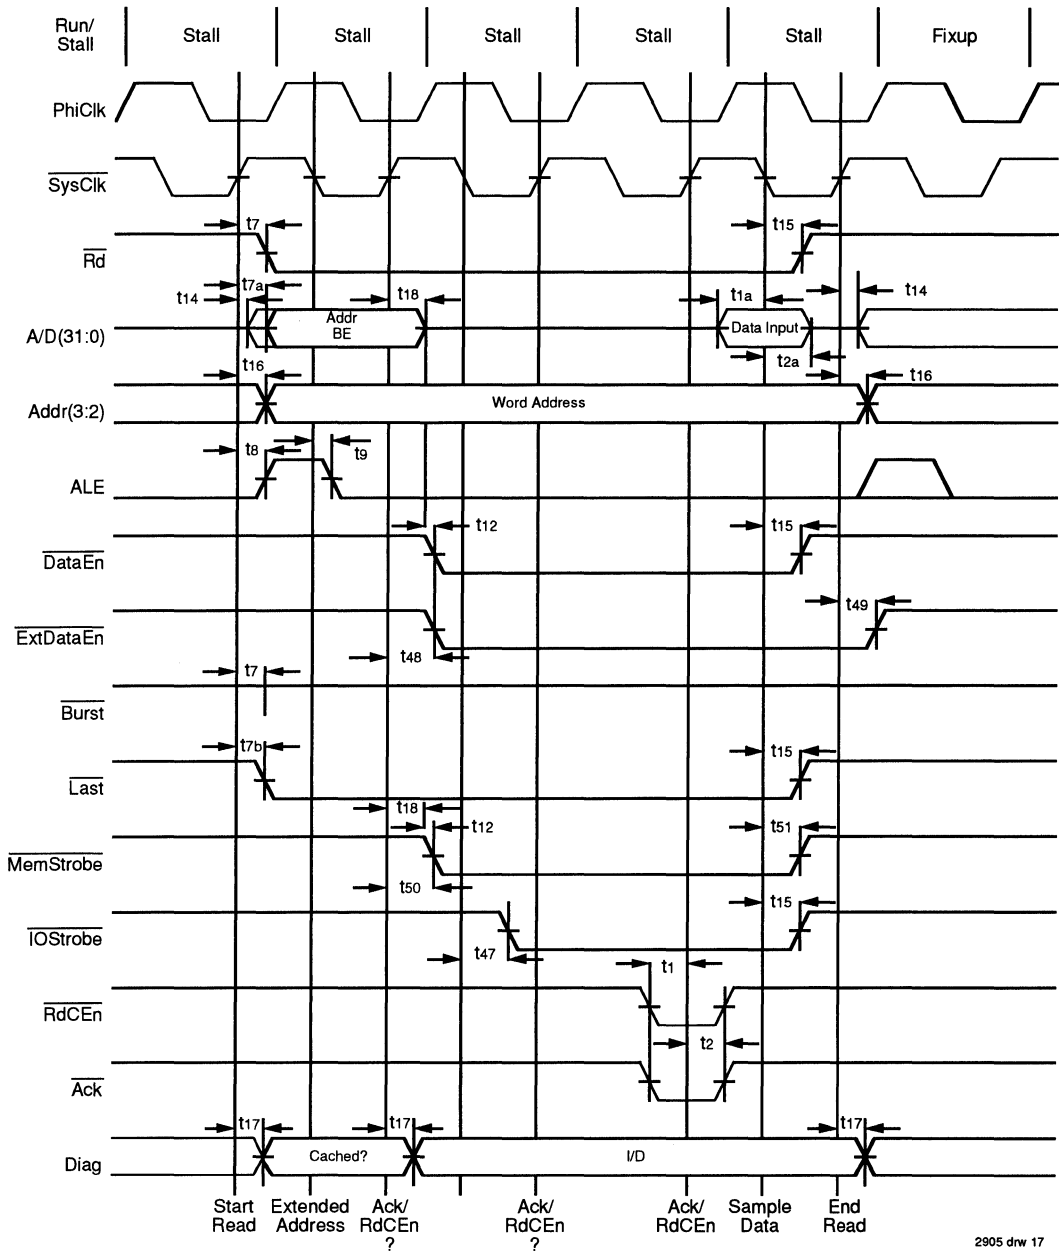 Run/
Stall
Stall
Stall
Stall
Stall
Stall
Fixup
PhiClk
SysClk
t7
t15
Rd
t7a
t14
t18
t1a
t14
Addr
BE
Data Input
A/D(31:0)
t2a
t16
t16
Addr(3:2)
Word Address
t8
t9
ALE
t12
t15
DataEn
t49
ExtDataEn
t48
t7
Burst
t7b
t15
Last
t18
t12
t51
MemStrobe
t50
t15
IOStrobe
t47
t1
RdCEn
t2
Ack
t17
t17
t17
Diag
Cached?
I/D
Start
Read
Extended
Address
Ack/
RdCEn
?
Ack/
RdCEn
?
Ack/
RdCEn
Sample
Data
End
Read
2905 drw 17